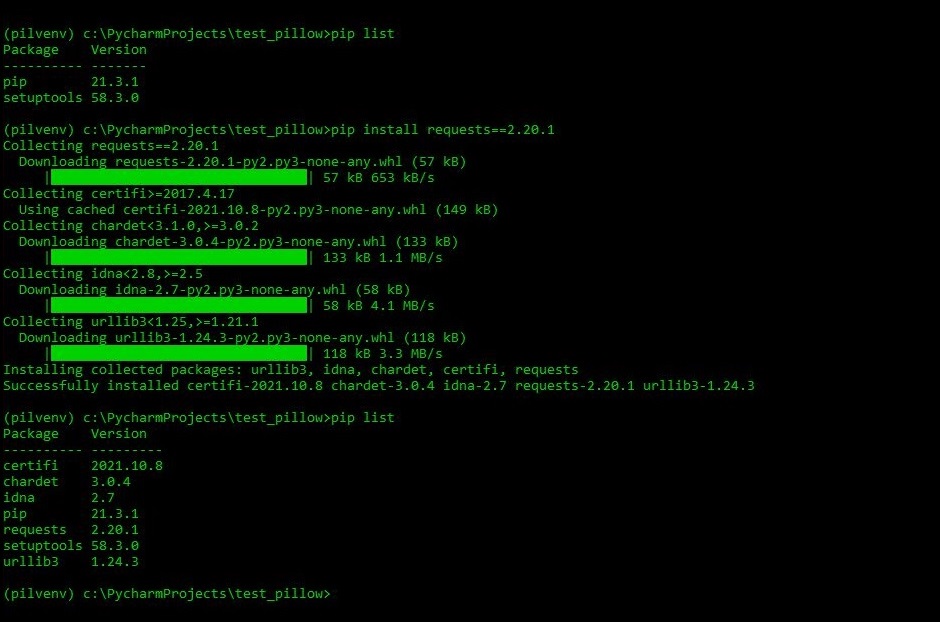 (pilvenv) c:\PycharmProjects\test_pillow>pip list
Package    Version
---------- -------
pip        21.3.1
setuptools 58.3.0
(pilvenv) c:\PycharmProjects\test_pillow>pip install requests==2.20.1
Collecting requests==2.20.1
  Downloading requests-2.20.1-py2.py3-none-any.whl (57 kB)
     |████████████████████████████████| 57 kB 653 kB/s
Collecting certifi>=2017.4.17
  Using cached certifi-2021.10.8-py2.py3-none-any.whl (149 kB)
Collecting chardet<3.1.0,>=3.0.2
  Downloading chardet-3.0.4-py2.py3-none-any.whl (133 kB)
     |████████████████████████████████| 133 kB 1.1 MB/s
Collecting idna<2.8,>=2.5
  Downloading idna-2.7-py2.py3-none-any.whl (58 kB)
     |████████████████████████████████| 58 kB 4.1 MB/s
Collecting urllib3<1.25,>=1.21.1
  Downloading urllib3-1.24.3-py2.py3-none-any.whl (118 kB)
     |████████████████████████████████| 118 kB 3.3 MB/s
Installing collected packages: urllib3, idna, chardet, certifi, requests
Successfully installed certifi-2021.10.8 chardet-3.0.4 idna-2.7 requests-2.20.1 urllib3-1.24.3
(pilvenv) c:\PycharmProjects\test_pillow>pip list
Package    Version
---------- ---------
certifi    2021.10.8
chardet    3.0.4
idna       2.7
pip        21.3.1
requests   2.20.1
setuptools 58.3.0
urllib3    1.24.3
(pilvenv) c:\PycharmProjects\test_pillow>